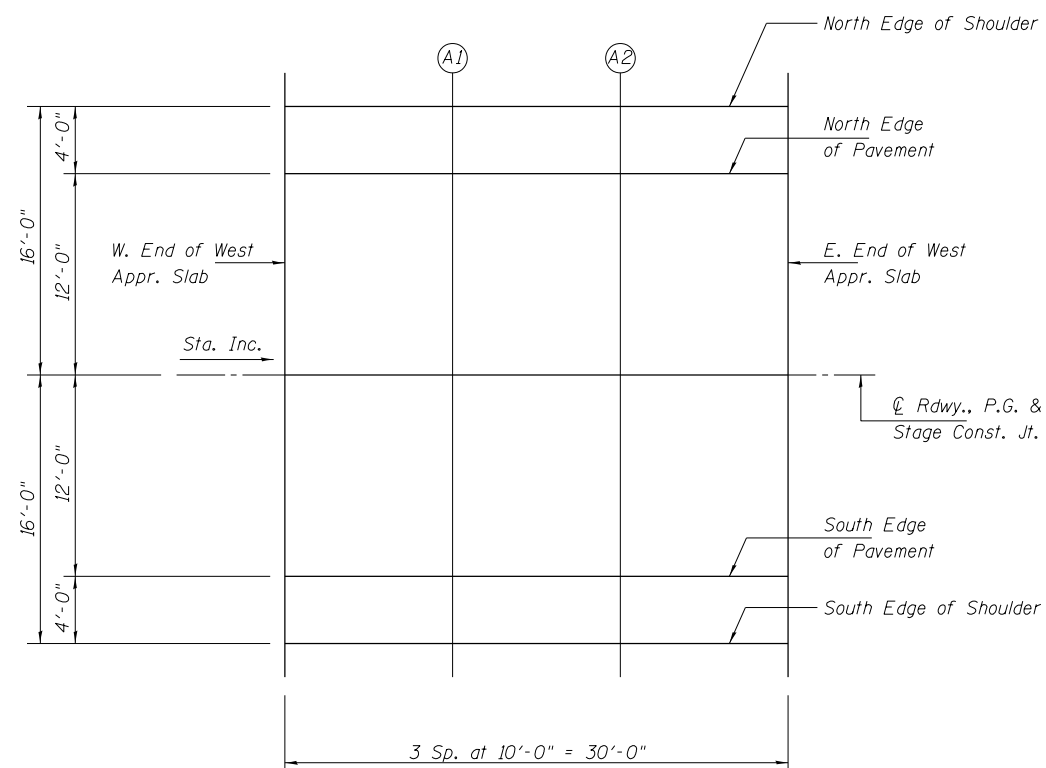 North Edge of Shoulder
A1
A2
4'-0"
North Edge
of Pavement
16'-0"
12'-0"
W. End of West
Appr. Slab
E. End of West
Appr. Slab
Sta. Inc.
℄ Rdwy., P.G. &
Stage Const. Jt.
16'-0"
12'-0"
South Edge
of Pavement
4'-0"
South Edge of Shoulder
3 Sp. at 10'-0" = 30'-0"